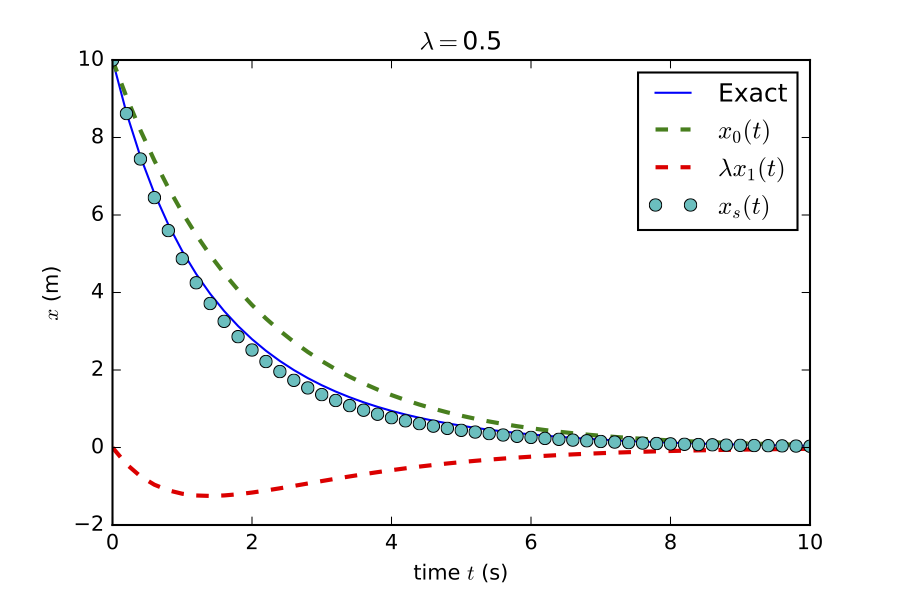 λ = 0.5
10
8
6
4
2
0
−2
x (m)
0 2 4 6 8 10
time t (s)
Exact
x₀(t)
λx₁(t)
xₛ(t)